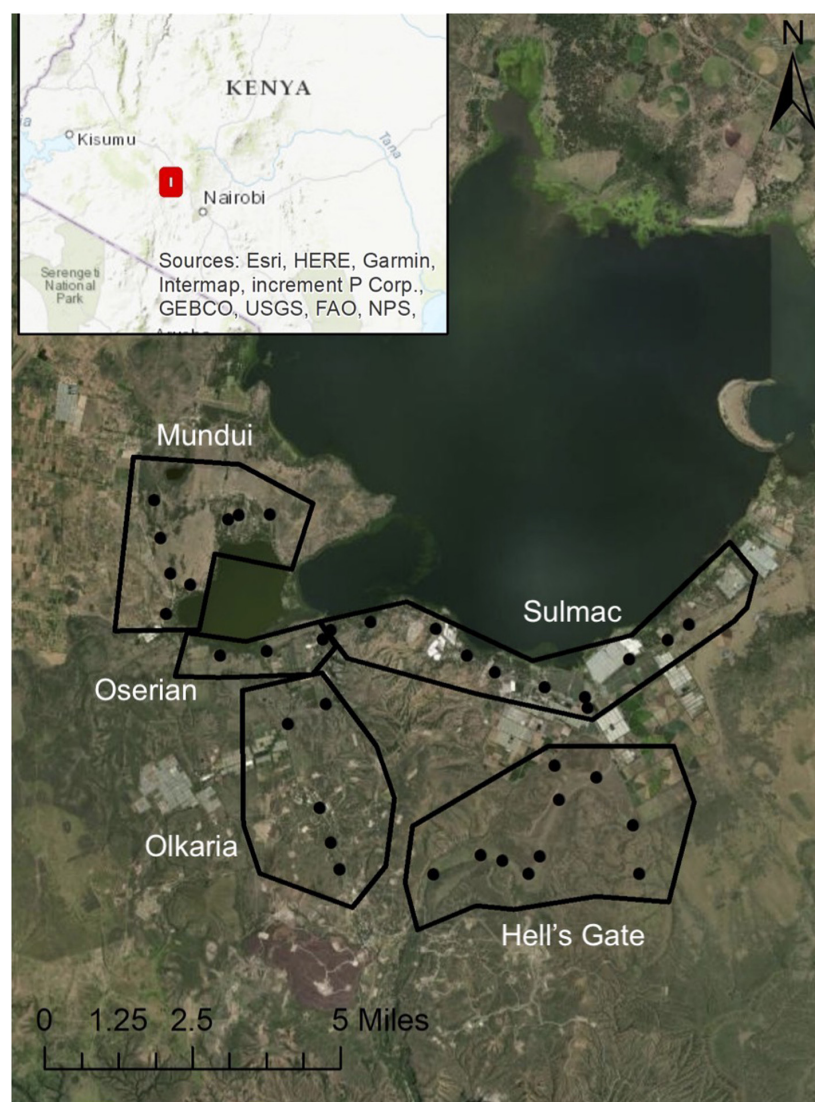 N
KENYA
Kisumu
Tana
Nairobi
Serengeti
National
Park
Sources: Esri, HERE, Garmin,
Intermap, increment P Corp.,
GEBCO, USGS, FAO, NPS,
Mundui
Sulmac
Oserian
Olkaria
Hell's Gate
0 1.25 2.5 5 Miles